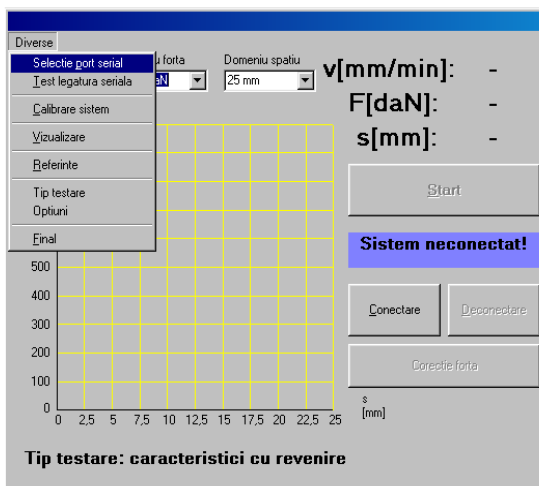 Diverse
Selectie port serial
Test legatura seriala
Calibrare sistem
Vizualizare
Referinte
Tip testare
Optiuni
Final
forta
Domeniu spatiu
25 mm
v[mm/min]: -
F[daN]: -
s[mm]: -
Start
Sistem neconectat!
Conectare
Deconectare
Corectie forta
500
400
300
200
100
0
0 2,5 5 7,5 10 12,5 15 17,5 20 22,5 25
s
[mm]
Tip testare: caracteristici cu revenire